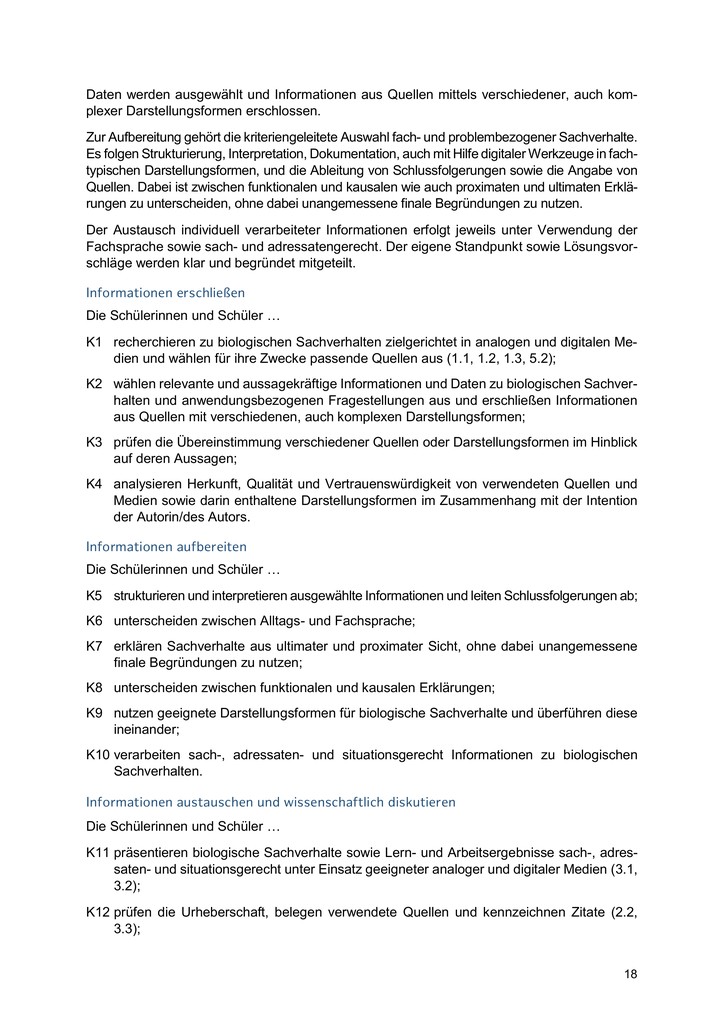 Daten werden ausgewählt und Informationen aus Quellen mittels verschiedener, auch kom-
plexer Darstellungsformen erschlossen.
Zur Aufbereitung gehört die kriteriengeleitete Auswahl fach- und problembezogener Sachverhalte.
Es folgen Strukturierung, Interpretation, Dokumentation, auch mit Hilfe digitaler Werkzeuge in fach-
typischen Darstellungsformen, und die Ableitung von Schlussfolgerungen sowie die Angabe von
Quellen. Dabei ist zwischen funktionalen und kausalen wie auch proximaten und ultimaten Erklä-
rungen zu unterscheiden, ohne dabei unangemessene finale Begründungen zu nutzen.
Der Austausch individuell verarbeiteter Informationen erfolgt jeweils unter Verwendung der
Fachsprache sowie sach- und adressatengerecht. Der eigene Standpunkt sowie Lösungsvor-
schläge werden klar und begründet mitgeteilt.
Informationen erschließen
Die Schülerinnen und Schüler …
K1 recherchieren zu biologischen Sachverhalten zielgerichtet in analogen und digitalen Me-
dien und wählen für ihre Zwecke passende Quellen aus (1.1, 1.2, 1.3, 5.2);
K2 wählen relevante und aussagekräftige Informationen und Daten zu biologischen Sachver-
halten und anwendungsbezogenen Fragestellungen aus und erschließen Informationen
aus Quellen mit verschiedenen, auch komplexen Darstellungsformen;
K3 prüfen die Übereinstimmung verschiedener Quellen oder Darstellungsformen im Hinblick
auf deren Aussagen;
K4 analysieren Herkunft, Qualität und Vertrauenswürdigkeit von verwendeten Quellen und
Medien sowie darin enthaltene Darstellungsformen im Zusammenhang mit der Intention
der Autorin/des Autors.
Informationen aufbereiten
Die Schülerinnen und Schüler …
K5 strukturieren und interpretieren ausgewählte Informationen und leiten Schlussfolgerungen ab;
K6 unterscheiden zwischen Alltags- und Fachsprache;
K7 erklären Sachverhalte aus ultimater und proximater Sicht, ohne dabei unangemessene
finale Begründungen zu nutzen;
K8 unterscheiden zwischen funktionalen und kausalen Erklärungen;
K9 nutzen geeignete Darstellungsformen für biologische Sachverhalte und überführen diese
ineinander;
K10 verarbeiten sach-, adressaten- und situationsgerecht Informationen zu biologischen
Sachverhalten.
Informationen austauschen und wissenschaftlich diskutieren
Die Schülerinnen und Schüler …
K11 präsentieren biologische Sachverhalte sowie Lern- und Arbeitsergebnisse sach-, adres-
saten- und situationsgerecht unter Einsatz geeigneter analoger und digitaler Medien (3.1,
3.2);
K12 prüfen die Urheberschaft, belegen verwendete Quellen und kennzeichnen Zitate (2.2,
3.3);
18